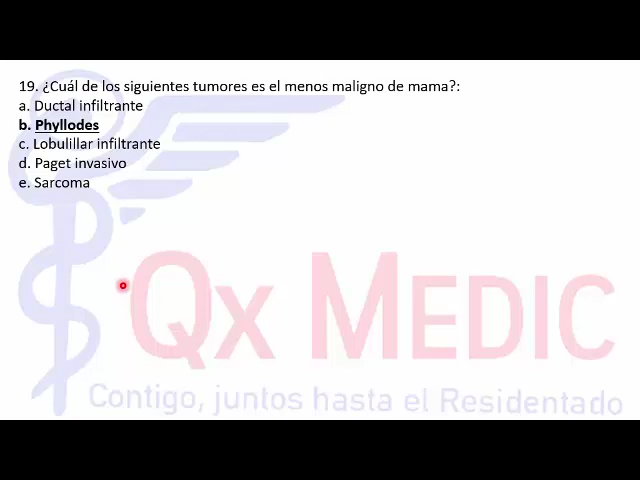 19. ¿Cuál de los siguientes tumores es el menos maligno de mama?:
a. Ductal infiltrante
b. Phyllodes
c. Lobulillar infiltrante
d. Paget invasivo
e. Sarcoma
Qx MEDIC
Contigo, juntos hasta el Residentado